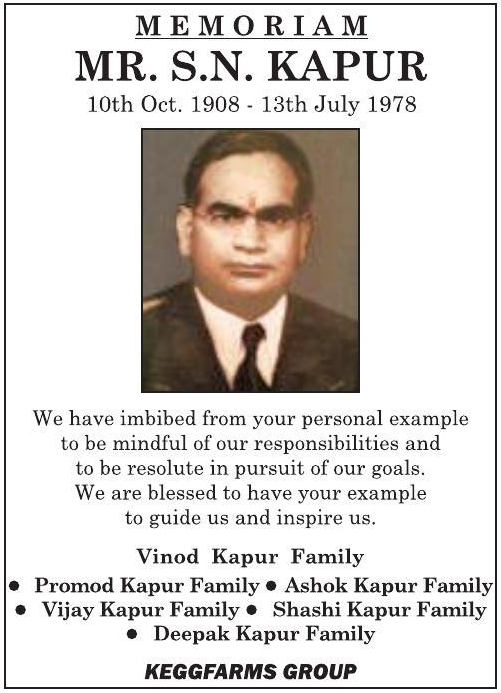 MEMORIAM
MR. S.N. KAPUR
10th Oct. 1908 - 13th July 1978
We have imbibed from your personal example
to be mindful of our responsibilities and
to be resolute in pursuit of our goals.
We are blessed to have your example
to guide us and inspire us.
Vinod Kapur Family
● Promod Kapur Family ● Ashok Kapur Family
● Vijay Kapur Family ● Shashi Kapur Family
● Deepak Kapur Family
KEGGFARMS GROUP